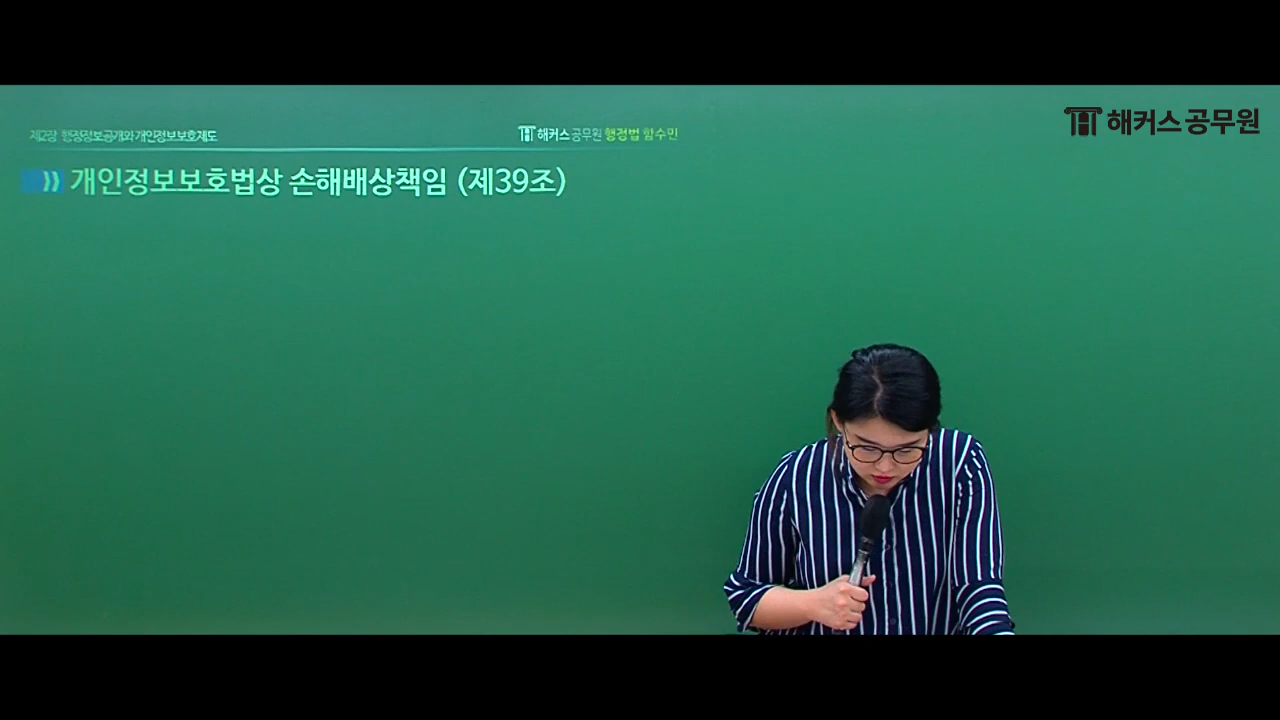 제2장 행정정보공개와 개인정보보호제도
해커스공무원 행정법 함수민
해커스공무원
》 개인정보보호법상 손해배상책임 (제39조)